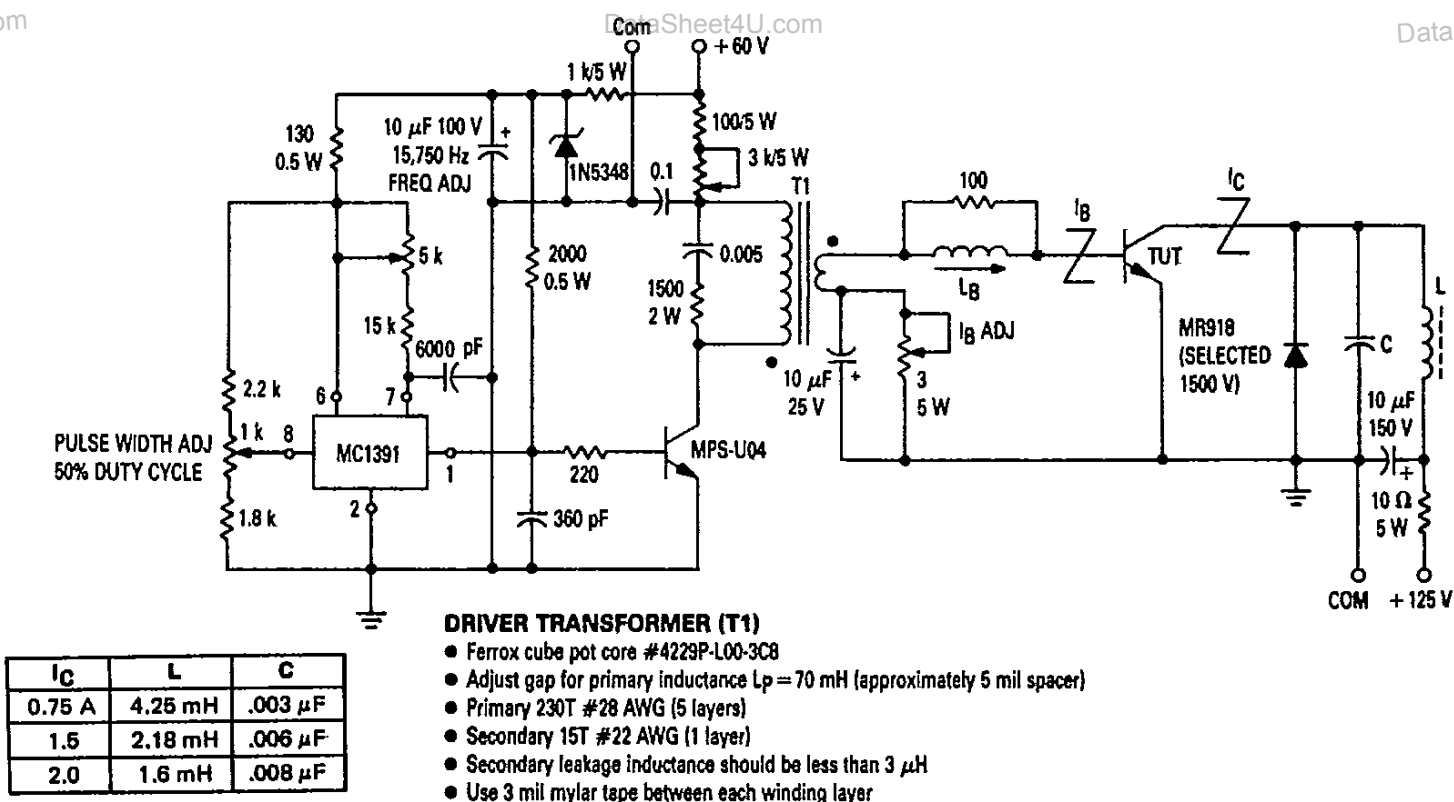 om
DataSheet4U.com
Data
Com
+ 60 V
1 k/5 W
100/5 W
130
0.5 W
10 μF 100 V
+
15,750 Hz
FREQ ADJ
1N5348
0.1
3 k/5 W
T1
100
IB
IC
5 k
2000
0.5 W
0.005
LB
TUT
L
1500
2 W
15 k
6000 pF
IB ADJ
MR918
(SELECTED
1500 V)
C
2.2 k
6
7
10 μF
25 V
+
3
5 W
10 μF
150 V
+
PULSE WIDTH ADJ
50% DUTY CYCLE
1 k
8
MC1391
1
220
MPS-U04
1.8 k
2
360 pF
10 Ω
5 W
COM
+ 125 V
DRIVER TRANSFORMER (T1)
● Ferrox cube pot core #4229P-L00-3C8
● Adjust gap for primary inductance Lp = 70 mH (approximately 5 mil spacer)
● Primary 230T #28 AWG (5 layers)
● Secondary 15T #22 AWG (1 layer)
● Secondary leakage inductance should be less than 3 μH
● Use 3 mil mylar tape between each winding layer
IC L C
0.75 A 4.25 mH .003 μF
1.5 2.18 mH .006 μF
2.0 1.6 mH .008 μF